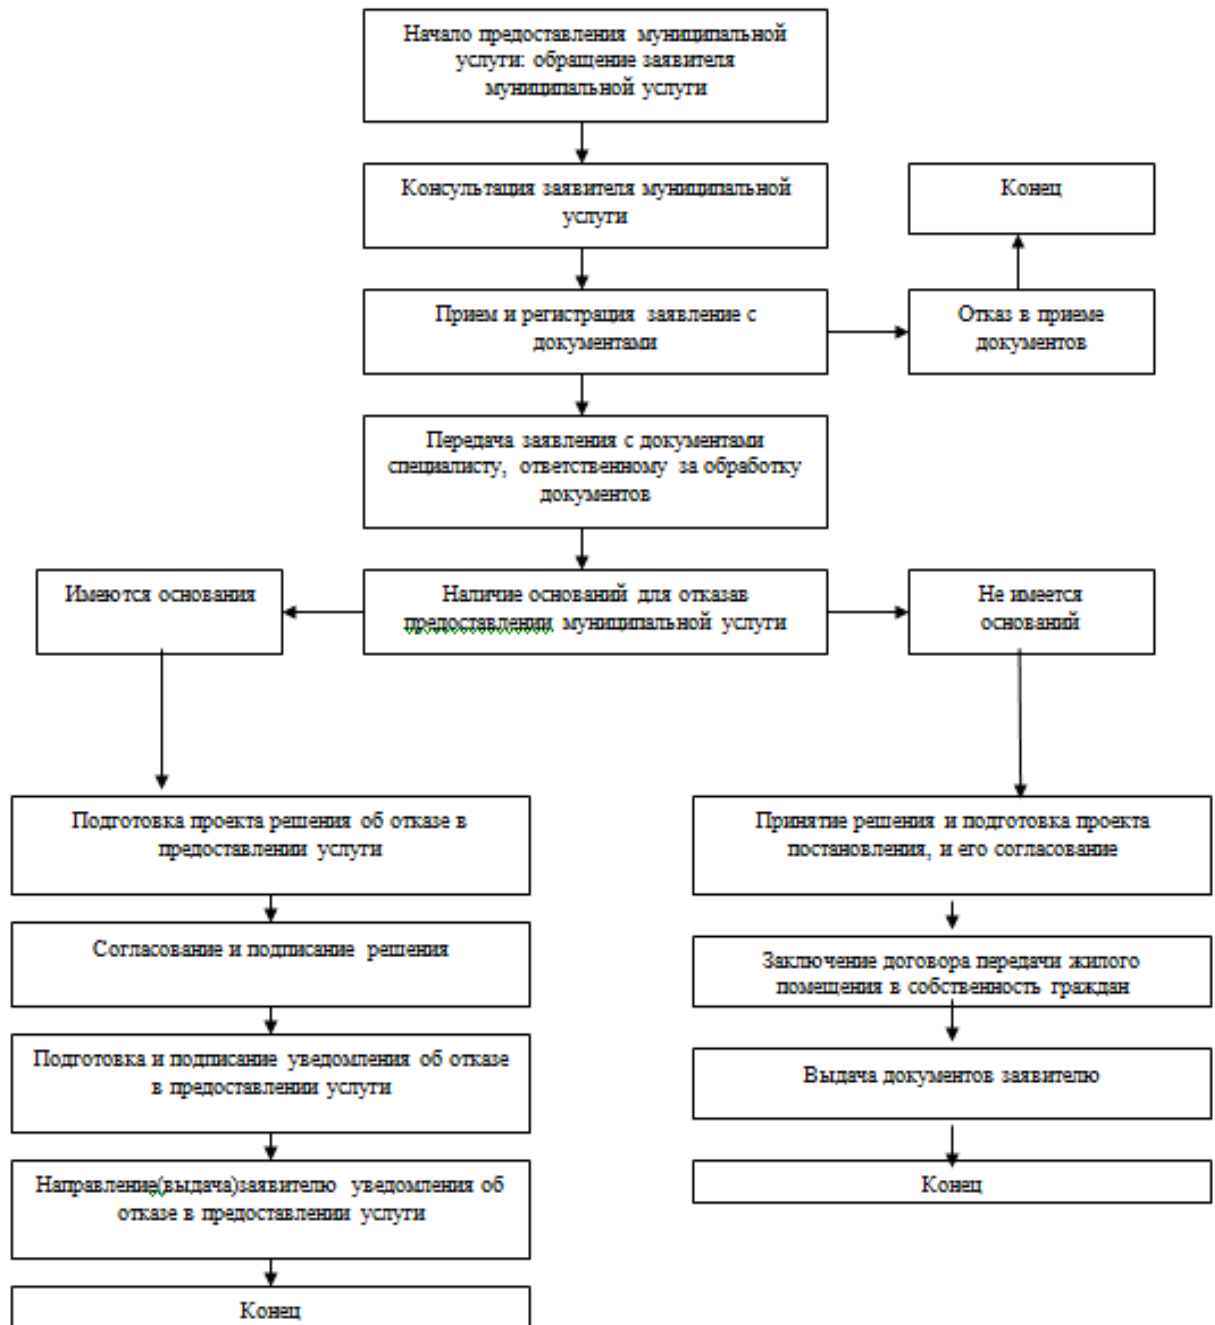 Начало предоставления муниципальной
услуги: обращение заявителя
муниципальной услуги
Консультация заявителя муниципальной
услуги
Конец
Прием и регистрация заявление с
документами
Отказ в приеме
документов
Передача заявления с документами
специалисту, ответственному за обработку
документов
Имеются основания
Наличие оснований для отказав
предоставлении муниципальной услуги
Не имеется
оснований
Подготовка проекта решения об отказе в
предоставлении услуги
Принятие решения и подготовка проекта
постановления, и его согласование
Согласование и подписание решения
Заключение договора передачи жилого
помещения в собственность граждан
Подготовка и подписание уведомления об отказе
в предоставлении услуги
Выдача документов заявителю
Направление(выдача)заявителю уведомления об
отказе в предоставлении услуги
Конец
Конец